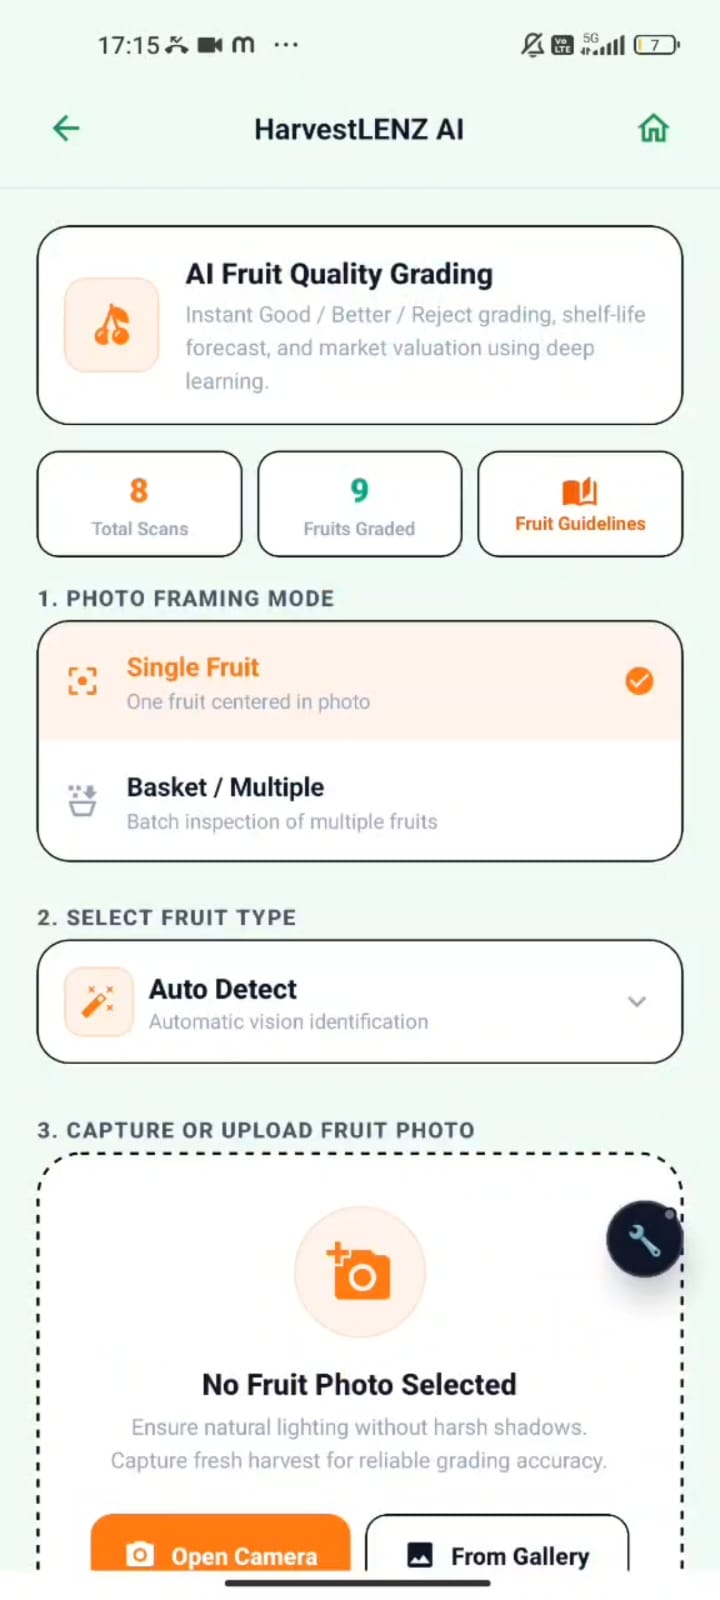 17:15
5G
Vo
LTE
7
HarvestLENZ AI
AI Fruit Quality Grading
Instant Good / Better / Reject grading, shelf-life
forecast, and market valuation using deep
learning.
8
Total Scans
9
Fruits Graded
Fruit Guidelines
1. PHOTO FRAMING MODE
Single Fruit
One fruit centered in photo
Basket / Multiple
Batch inspection of multiple fruits
2. SELECT FRUIT TYPE
Auto Detect
Automatic vision identification
3. CAPTURE OR UPLOAD FRUIT PHOTO
No Fruit Photo Selected
Ensure natural lighting without harsh shadows.
Capture fresh harvest for reliable grading accuracy.
Open Camera
From Gallery